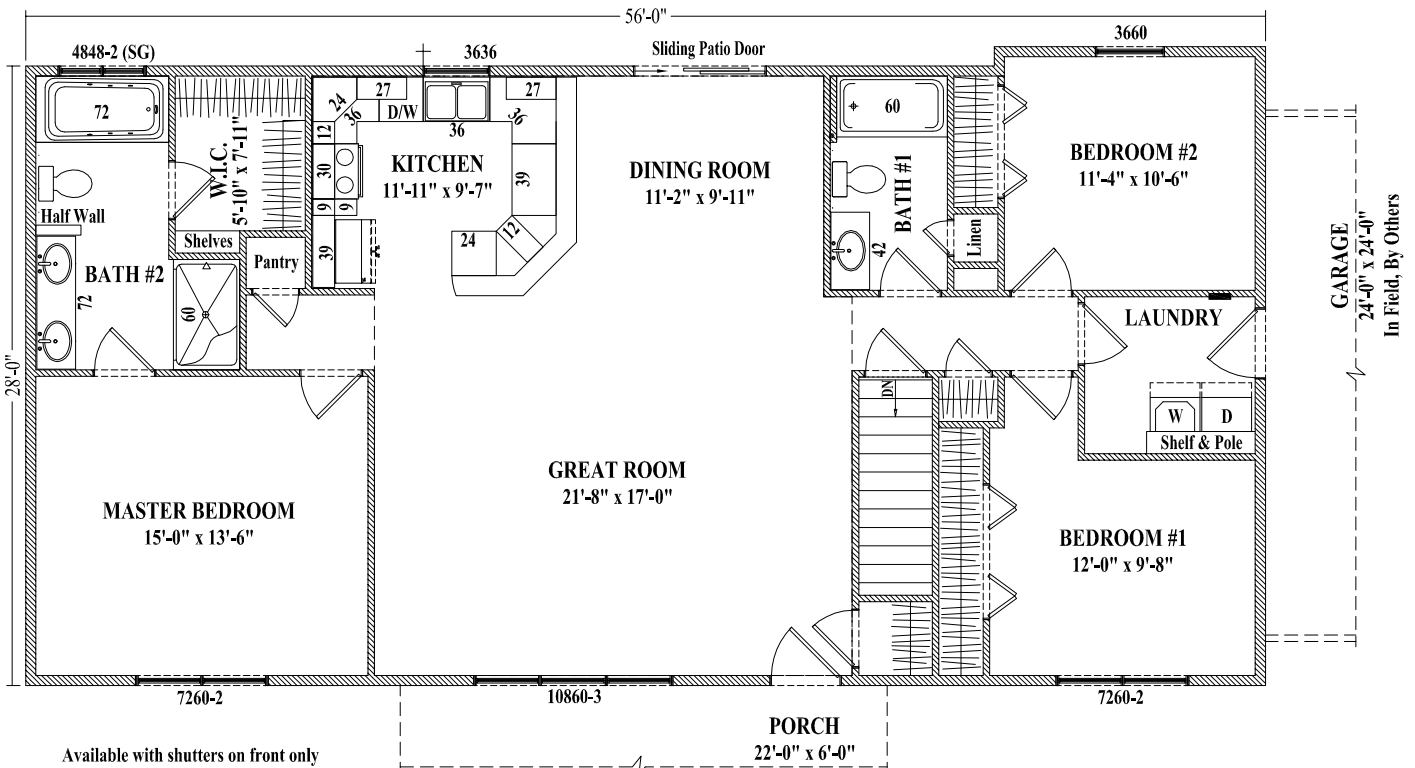 56'-0"
4848-2 (SG)
3636
Sliding Patio Door
3660
72
24
27
D/W
36
36
27
36
60
12
30
9
9
39
39
12
24
KITCHEN
11'-11" x 9'-7"
DINING ROOM
11'-2" x 9'-11"
BEDROOM #2
11'-4" x 10'-6"
W.I.C.
5'-10" x 7'-11"
BATH #1
42
Linen
Half Wall
Shelves
Pantry
BATH #2
72
60
GARAGE
24'-0" x 24'-0"
In Field, By Others
LAUNDRY
28'-0"
DN
W
D
Shelf & Pole
GREAT ROOM
21'-8" x 17'-0"
MASTER BEDROOM
15'-0" x 13'-6"
BEDROOM #1
12'-0" x 9'-8"
7260-2
10860-3
7260-2
PORCH
22'-0" x 6'-0"
Available with shutters on front only